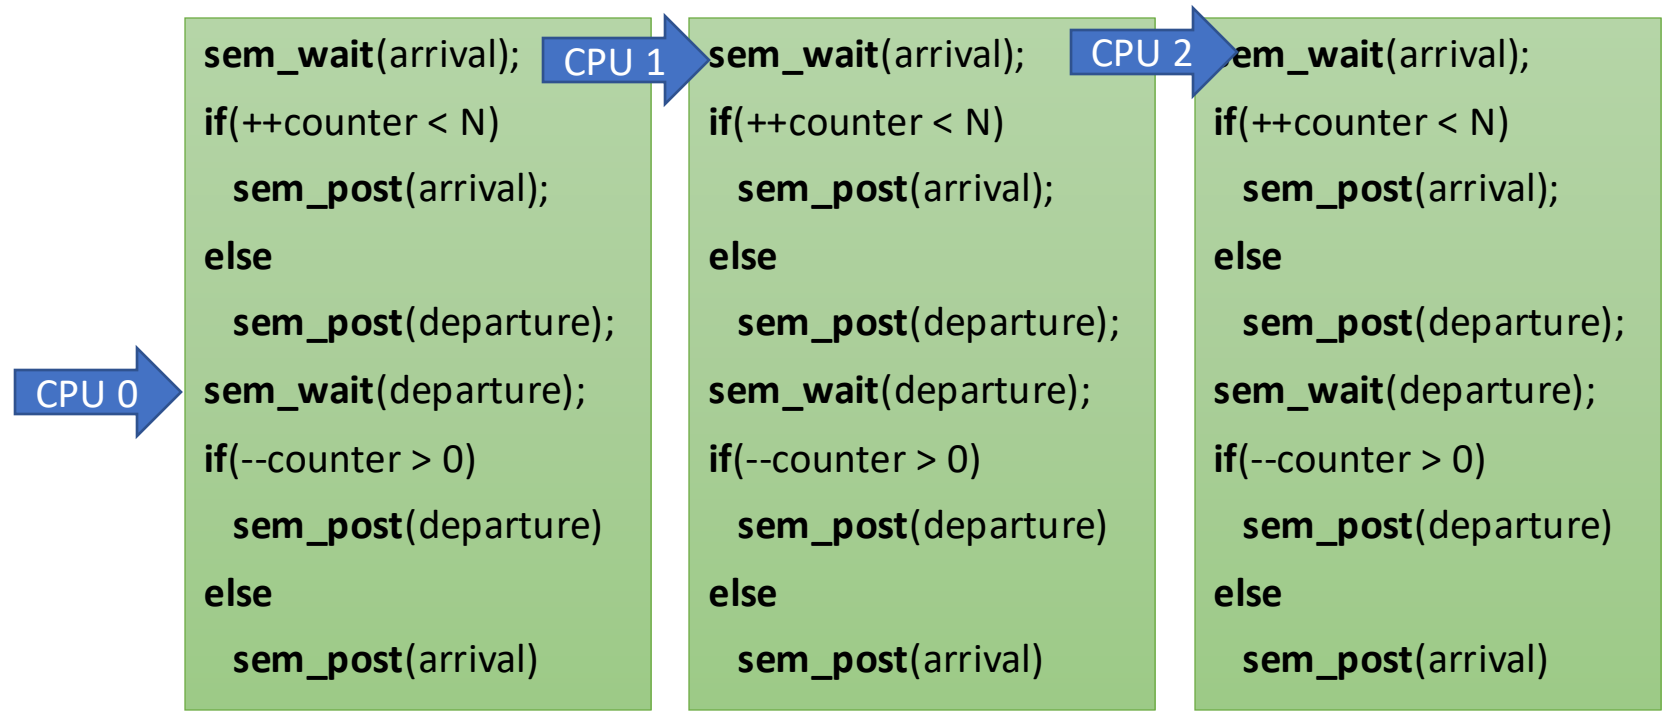 CPU 0
sem_wait(arrival);
if(++counter < N)
sem_post(arrival);
else
sem_post(departure);
sem_wait(departure);
if(--counter > 0)
sem_post(departure)
else
sem_post(arrival)
CPU 1
sem_wait(arrival);
if(++counter < N)
sem_post(arrival);
else
sem_post(departure);
sem_wait(departure);
if(--counter > 0)
sem_post(departure)
else
sem_post(arrival)
CPU 2
sem_wait(arrival);
if(++counter < N)
sem_post(arrival);
else
sem_post(departure);
sem_wait(departure);
if(--counter > 0)
sem_post(departure)
else
sem_post(arrival)